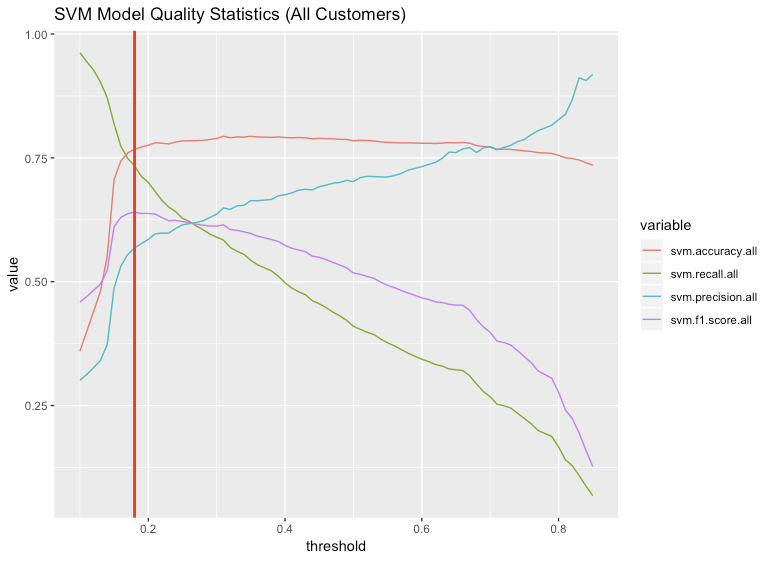 SVM Model Quality Statistics (All Customers)
1.00
0.75
0.50
0.25
value
0.2
0.4
0.6
0.8
threshold
variable
svm.accuracy.all
svm.recall.all
svm.precision.all
svm.f1.score.all